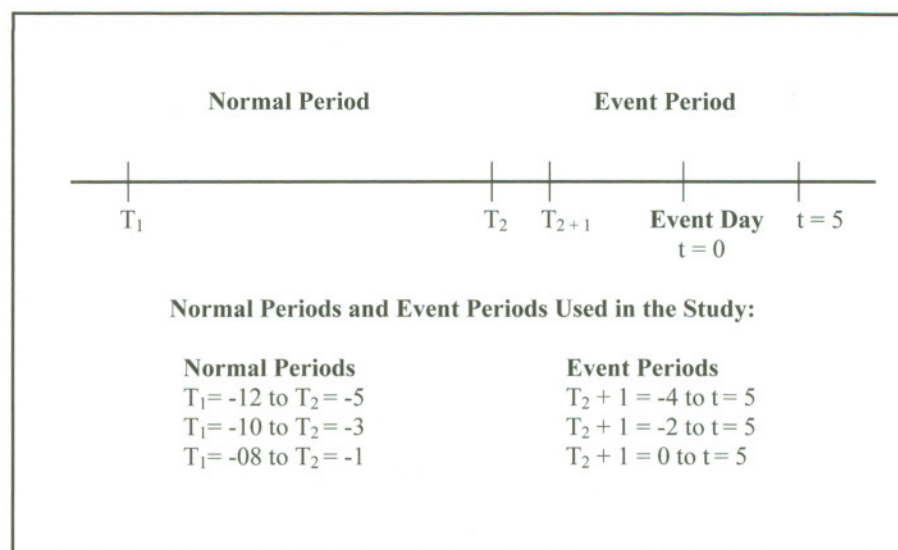 Normal Period Event Period
T₁ T₂ T₂ ₊ ₁ Event Day t = 5
t = 0
Normal Periods and Event Periods Used in the Study:
Normal Periods Event Periods
T₁= -12 to T₂= -5 T₂ + 1 = -4 to t= 5
T₁= -10 to T₂= -3 T₂ + 1 = -2 to t= 5
T₁= -08 to T₂= -1 T₂ + 1 = 0 to t= 5